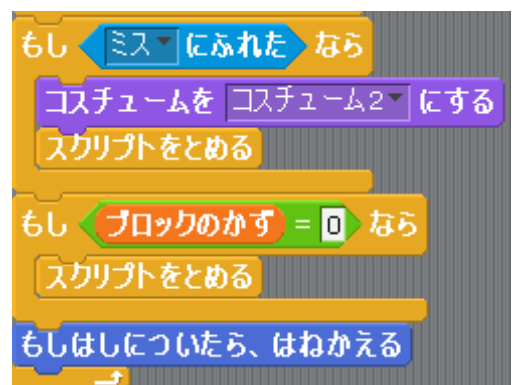 もし ミス にふれた なら
コスチュームを コスチューム2 にする
スクリプトをとめる
もし ブロックのかず = 0 なら
スクリプトをとめる
もしはしについたら、はねかえる